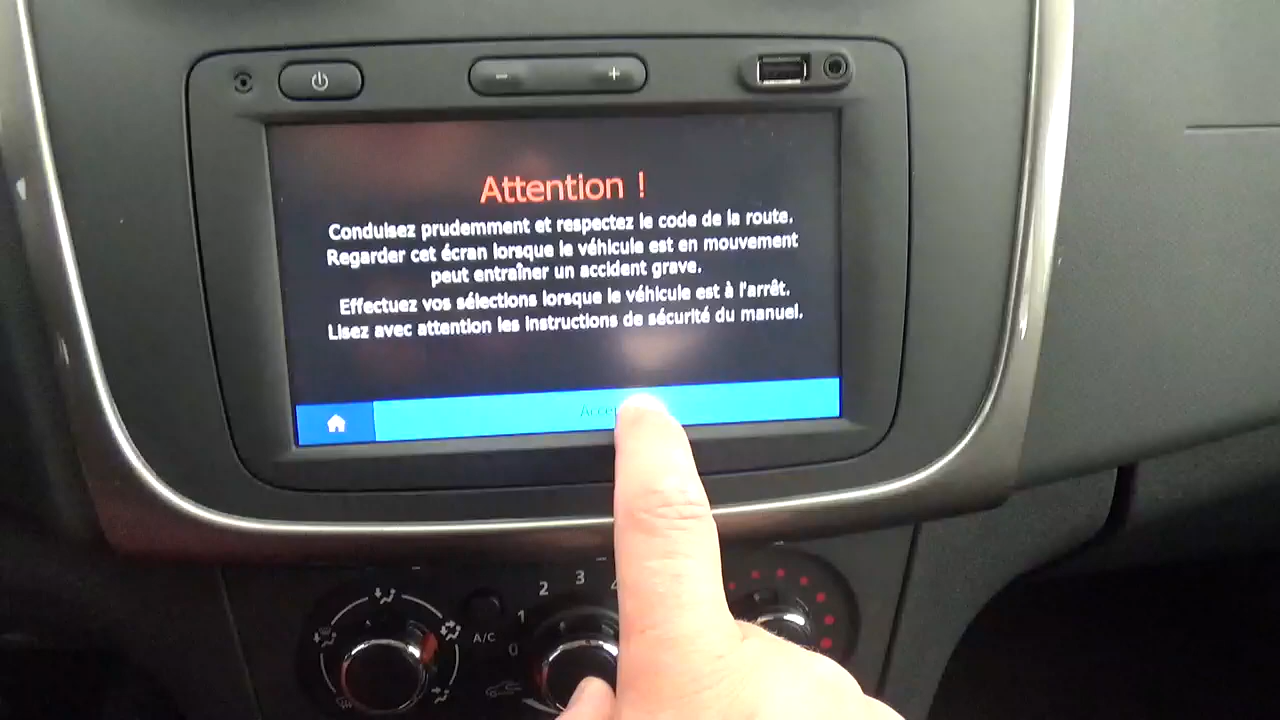 − +
Attention !
Conduisez prudemment et respectez le code de la route.
Regarder cet écran lorsque le véhicule est en mouvement
peut entraîner un accident grave.
Effectuez vos sélections lorsque le véhicule est à l'arrêt.
Lisez avec attention les instructions de sécurité du manuel.
0 1 2 3 4
A/C